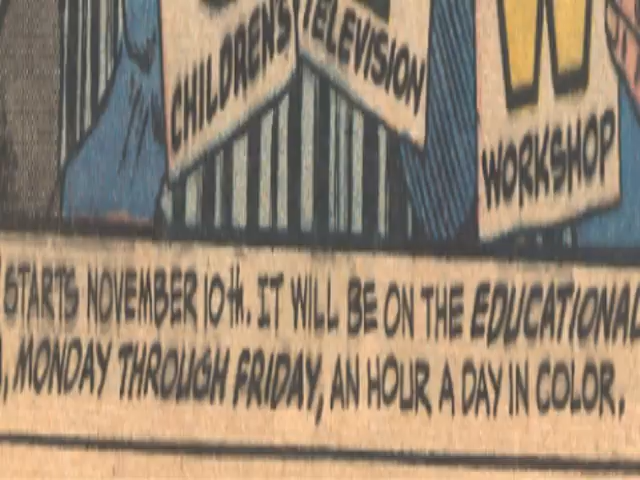 CHILDREN'S
TELEVISION
W
WORKSHOP
STARTS NOVEMBER 10th. IT WILL BE ON THE EDUCATIONAL
MONDAY THROUGH FRIDAY, AN HOUR A DAY IN COLOR.